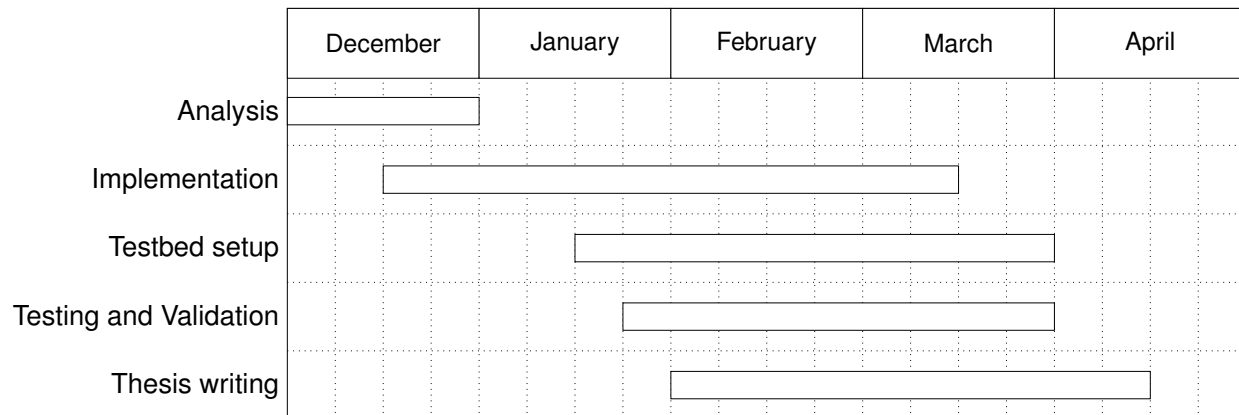 December January February March April
Analysis
Implementation
Testbed setup
Testing and Validation
Thesis writing